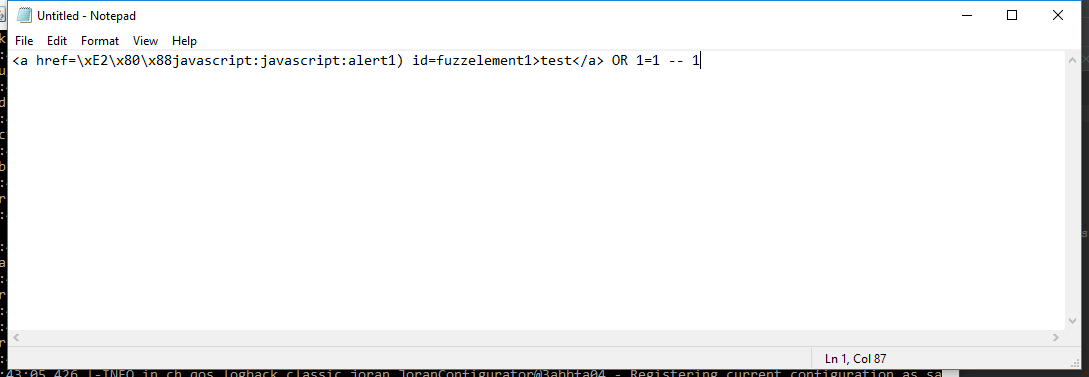 Untitled - Notepad
File Edit Format View Help
<a href=\xE2\x80\x88javascript:javascript:alert1) id=fuzzelement1>test</a> OR 1=1 -- 1
Ln 1, Col 87
:43:05,426 |-INFO in ch.qos.logback.classic.joran.JoranConfigurator@3abbfa04 - Registering current configuration as sa